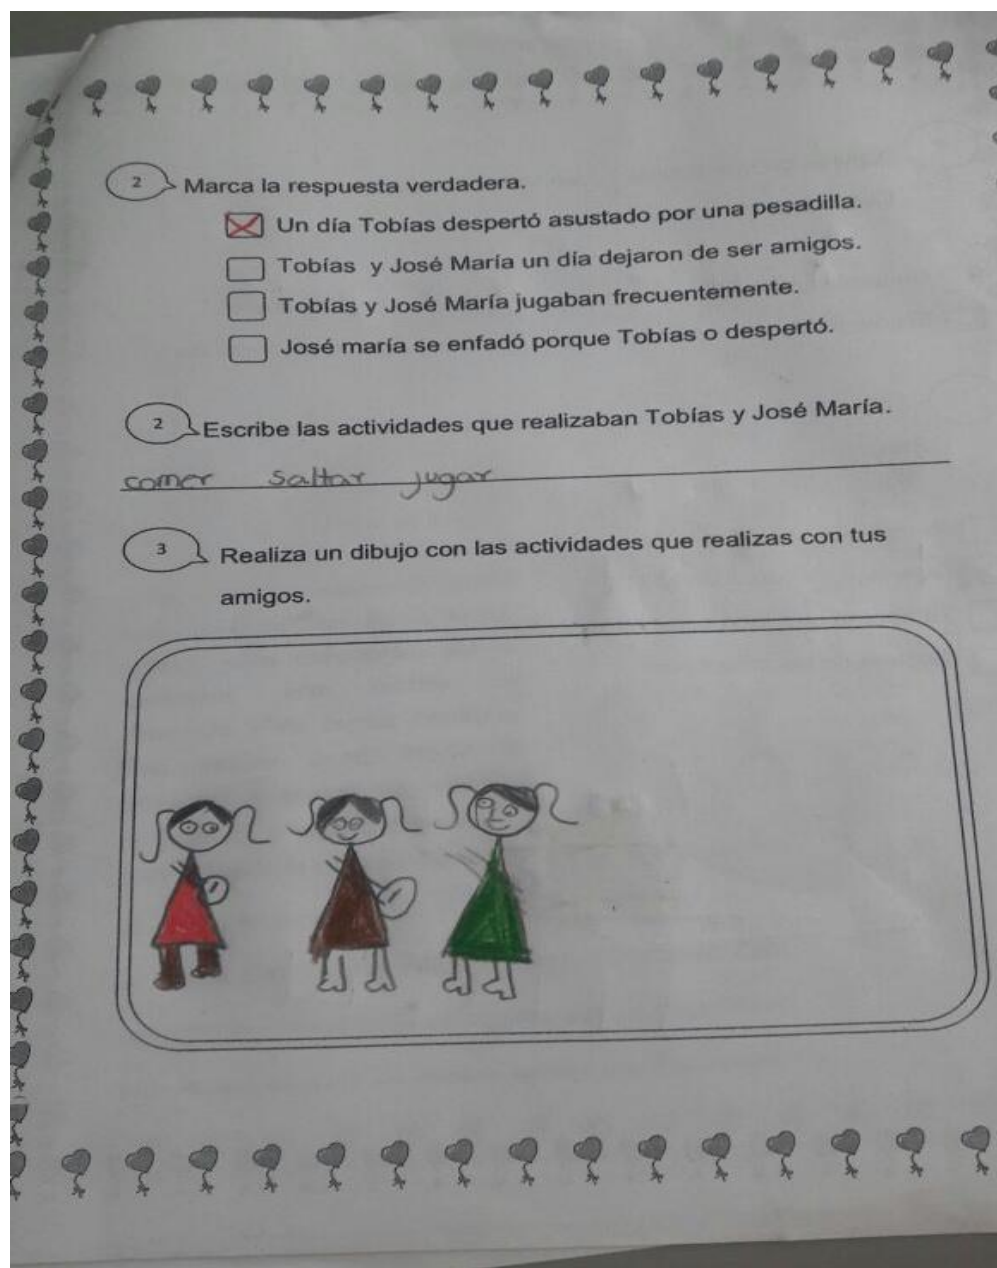 2 Marca la respuesta verdadera.
Un día Tobías despertó asustado por una pesadilla.
Tobías y José María un día dejaron de ser amigos.
Tobías y José María jugaban frecuentemente.
José maría se enfadó porque Tobías o despertó.
2 Escribe las actividades que realizaban Tobías y José María.
comer saltar jugar
3 Realiza un dibujo con las actividades que realizas con tus
amigos.